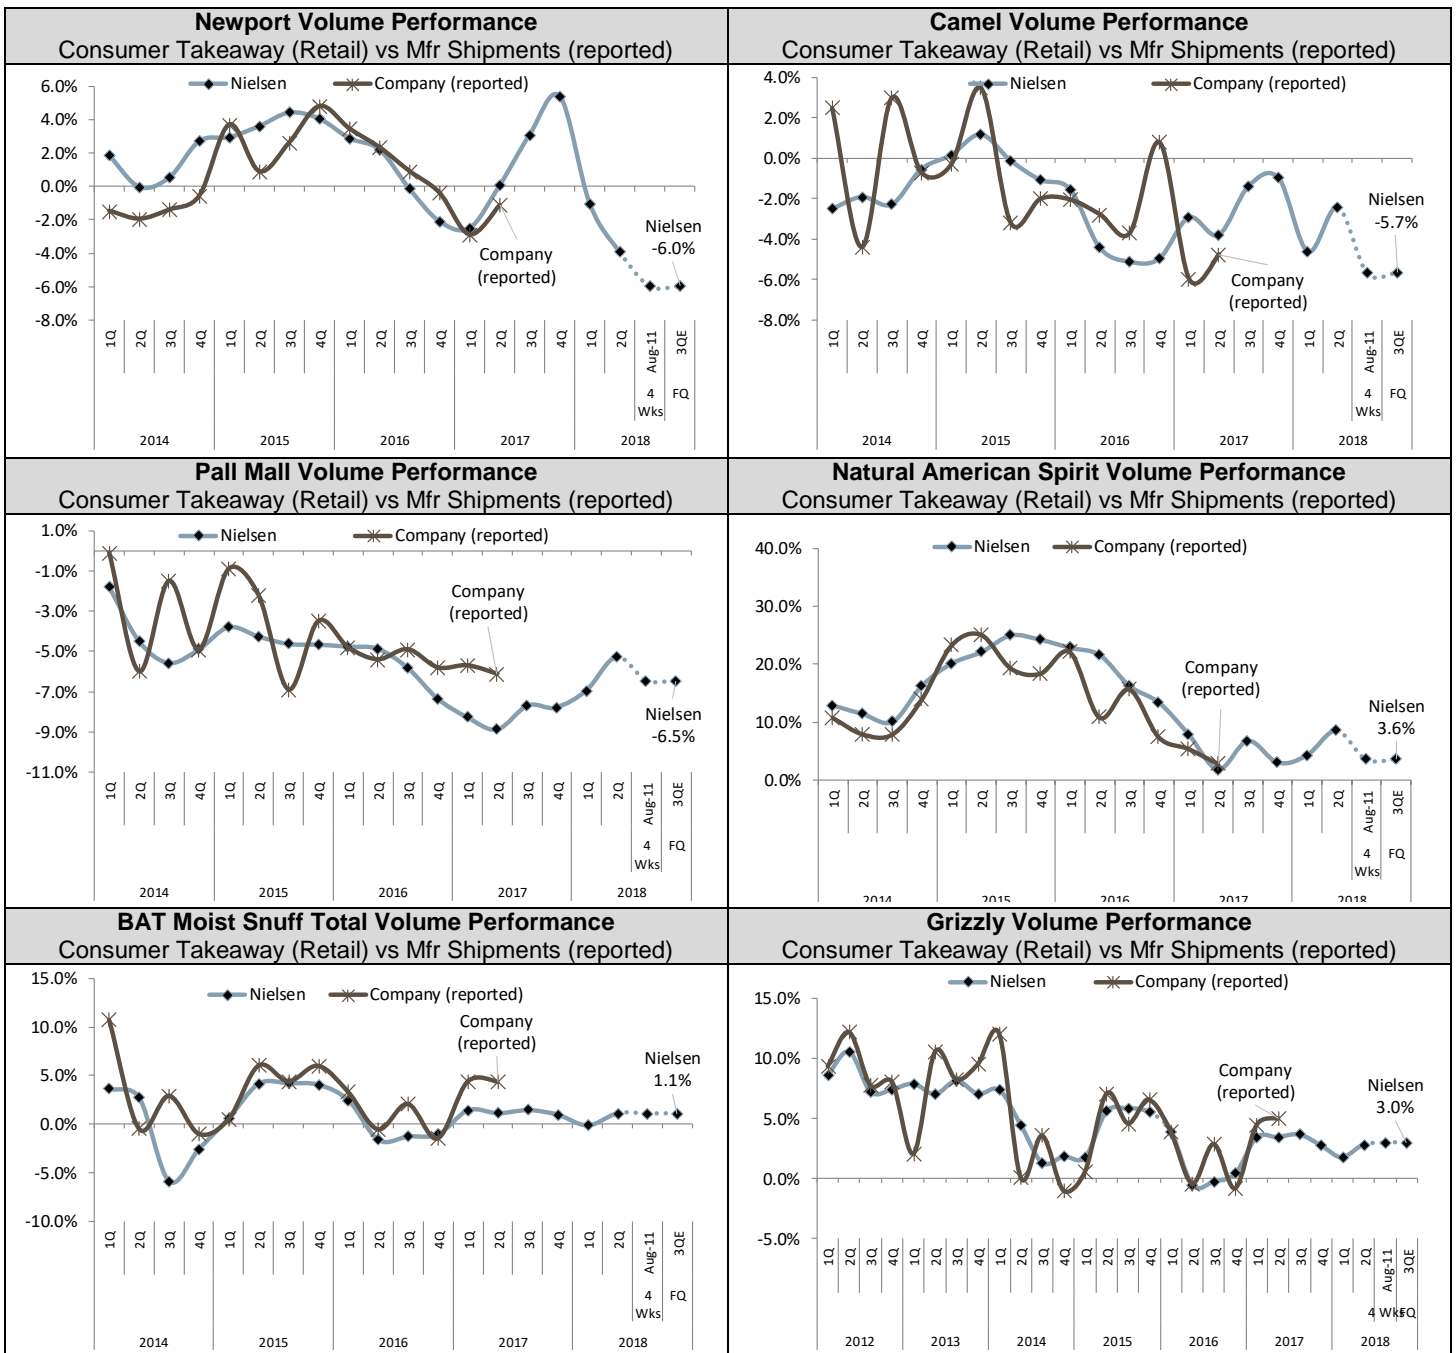 Newport Volume Performance
Consumer Takeaway (Retail) vs Mfr Shipments (reported)
Nielsen
Company (reported)
6.0%
4.0%
2.0%
0.0%
-2.0%
-4.0%
-6.0%
-8.0%
Nielsen
-6.0%
Company
(reported)
1Q 2Q 3Q 4Q 1Q 2Q 3Q 4Q 1Q 2Q 3Q 4Q 1Q 2Q 3Q 4Q 1Q 2Q Aug-11 3QE
4 FQ
Wks
2014 2015 2016 2017 2018
Camel Volume Performance
Consumer Takeaway (Retail) vs Mfr Shipments (reported)
Nielsen
Company (reported)
4.0%
2.0%
0.0%
-2.0%
-4.0%
-6.0%
-8.0%
Nielsen
-5.7%
Company
(reported)
1Q 2Q 3Q 4Q 1Q 2Q 3Q 4Q 1Q 2Q 3Q 4Q 1Q 2Q 3Q 4Q 1Q 2Q Aug-11 3QE
4 FQ
Wks
2014 2015 2016 2017 2018
Pall Mall Volume Performance
Consumer Takeaway (Retail) vs Mfr Shipments (reported)
Nielsen
Company (reported)
1.0%
-1.0%
-3.0%
-5.0%
-7.0%
-9.0%
-11.0%
Company
(reported)
Nielsen
-6.5%
1Q 2Q 3Q 4Q 1Q 2Q 3Q 4Q 1Q 2Q 3Q 4Q 1Q 2Q 3Q 4Q 1Q 2Q Aug-11 3QE
4 FQ
Wks
2014 2015 2016 2017 2018
Natural American Spirit Volume Performance
Consumer Takeaway (Retail) vs Mfr Shipments (reported)
Nielsen
Company (reported)
40.0%
30.0%
20.0%
10.0%
0.0%
Company
(reported)
Nielsen
3.6%
1Q 2Q 3Q 4Q 1Q 2Q 3Q 4Q 1Q 2Q 3Q 4Q 1Q 2Q 3Q 4Q 1Q 2Q Aug-11 3QE
4 FQ
Wks
2014 2015 2016 2017 2018
BAT Moist Snuff Total Volume Performance
Consumer Takeaway (Retail) vs Mfr Shipments (reported)
Nielsen
Company (reported)
15.0%
10.0%
5.0%
0.0%
-5.0%
-10.0%
Company
(reported)
Nielsen
1.1%
1Q 2Q 3Q 4Q 1Q 2Q 3Q 4Q 1Q 2Q 3Q 4Q 1Q 2Q 3Q 4Q 1Q 2Q Aug-11 3QE
4 FQ
Wks
2014 2015 2016 2017 2018
Grizzly Volume Performance
Consumer Takeaway (Retail) vs Mfr Shipments (reported)
Nielsen
Company (reported)
15.0%
10.0%
5.0%
0.0%
-5.0%
Company
(reported)
Nielsen
3.0%
1Q 2Q 3Q 4Q 1Q 2Q 3Q 4Q 1Q 2Q 3Q 4Q 1Q 2Q 3Q 4Q 1Q 2Q 3Q 4Q 1Q 2Q 3Q 4Q 1Q 2Q Aug-11 3QE
4 Wks FQ
2012 2013 2014 2015 2016 2017 2018